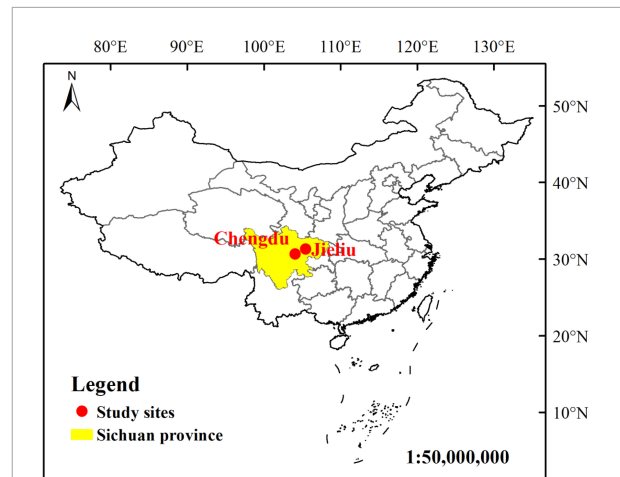 80°E 90°E 100°E 110°E 120°E 130°E
N
50°N
40°N
Chengdu
Jieliu
30°N
20°N
Legend
Study sites
10°N
Sichuan province
1:50,000,000